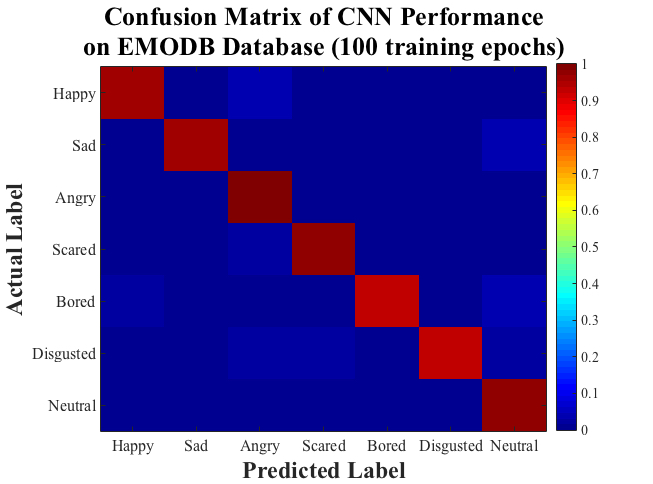 Confusion Matrix of CNN Performance
on EMODB Database (100 training epochs)
Actual Label
Happy
Sad
Angry
Scared
Bored
Disgusted
Neutral
Happy Sad Angry Scared Bored Disgusted Neutral
Predicted Label
1
0.9
0.8
0.7
0.6
0.5
0.4
0.3
0.2
0.1
0